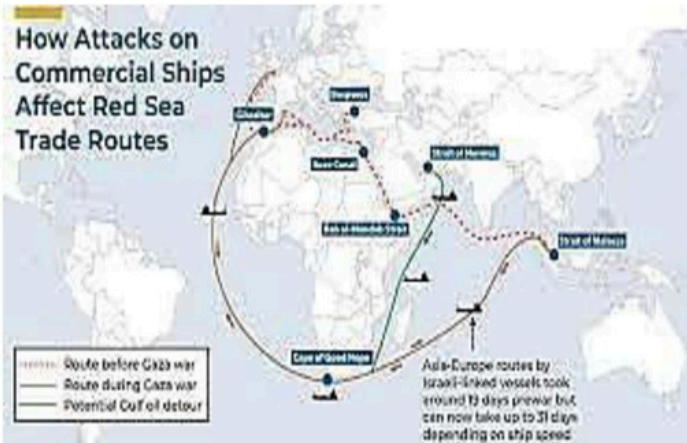 How Attacks on
Commercial Ships
Affect Red Sea
Trade Routes
Gibraltar
Bosporus
Suez Canal
Strait of Hormuz
Bab el-Mandeb Strait
Strait of Malacca
Cape of Good Hope
Route before Gaza war
Route during Gaza war
Potential Gulf oil detour
Asia-Europe routes by
Israeli-linked vessels took
around 19 days prewar but
can now take up to 31 days
depending on ship speed